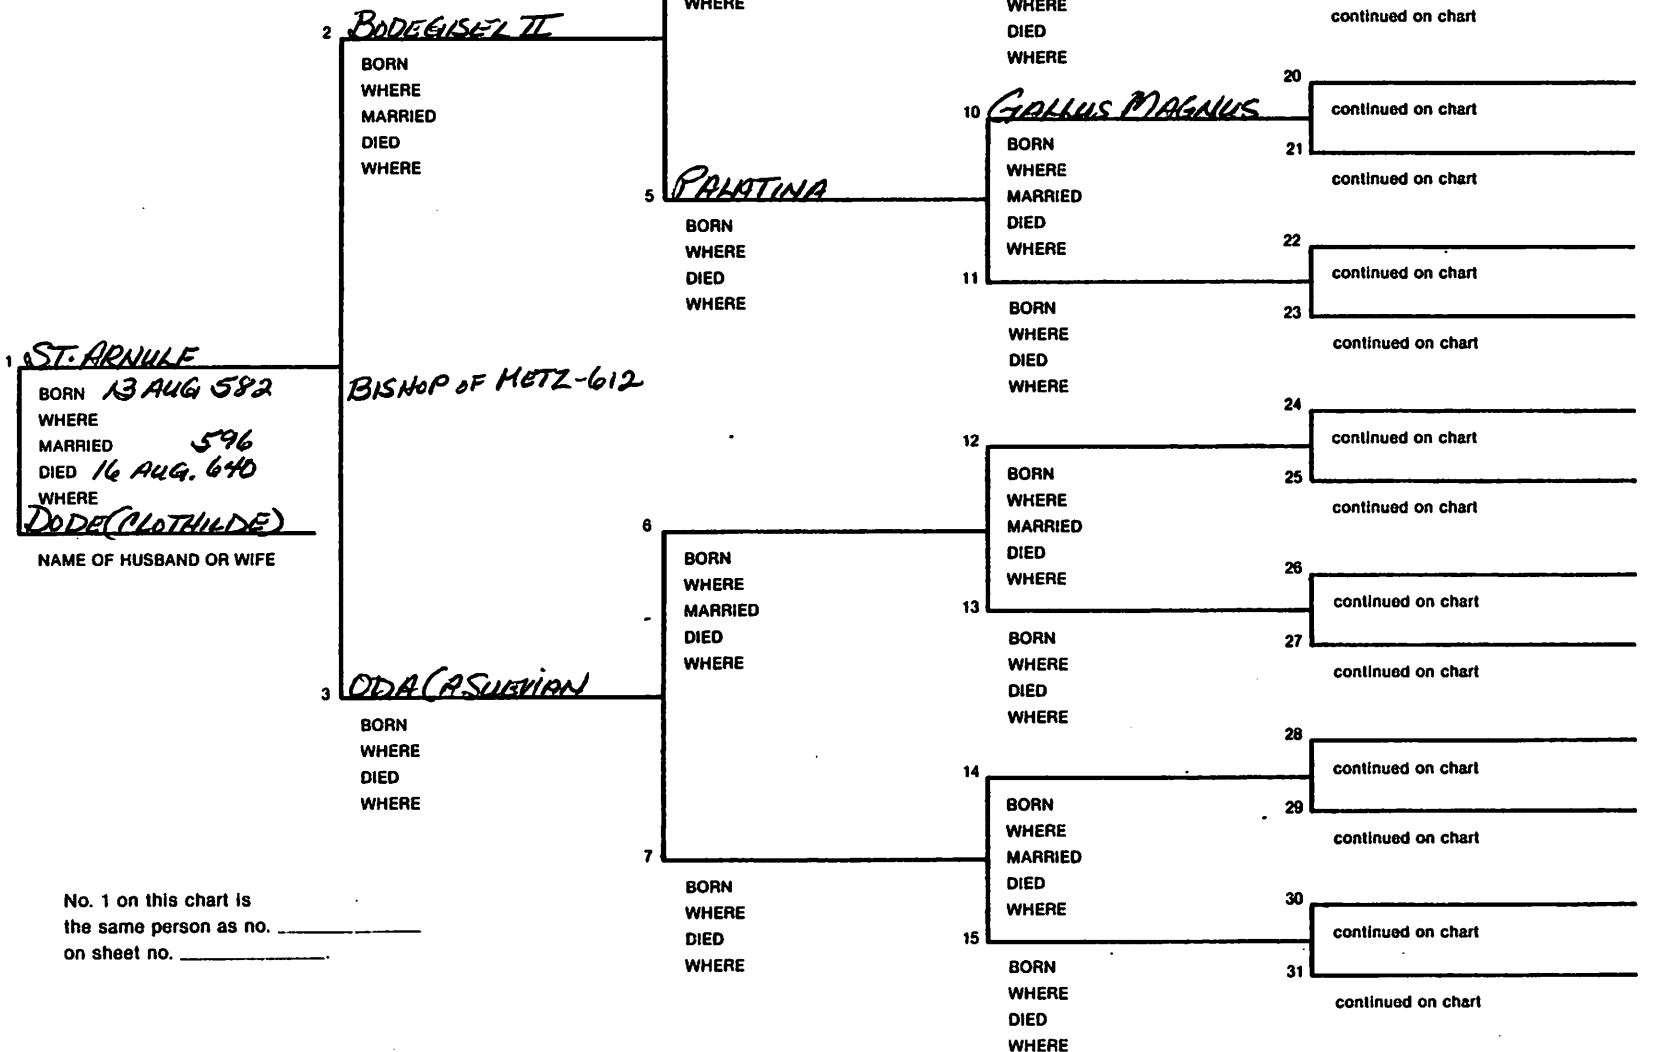 WHERE
2 BODEGISEL II
BORN
WHERE
MARRIED
DIED
WHERE
WHERE
DIED
WHERE
continued on chart
20
continued on chart
10 GALLUS MAGNUS
21
continued on chart
BORN
WHERE
MARRIED
DIED
WHERE
5 PALATINA
BORN
WHERE
DIED
WHERE
22
continued on chart
11
23
continued on chart
BORN
WHERE
DIED
WHERE
1 ST. ARNULF
BORN 13 AUG 582
WHERE
MARRIED 596
DIED 16 AUG. 640
WHERE
DODE (CLOTHILDE)
NAME OF HUSBAND OR WIFE
BISHOP OF METZ-612
24
continued on chart
12
25
continued on chart
BORN
WHERE
MARRIED
DIED
WHERE
6
BORN
WHERE
MARRIED
DIED
WHERE
26
continued on chart
13
27
continued on chart
BORN
WHERE
DIED
WHERE
3 ODA (A SUEVIAN
BORN
WHERE
DIED
WHERE
28
continued on chart
14
29
continued on chart
BORN
WHERE
MARRIED
DIED
WHERE
7
BORN
WHERE
DIED
WHERE
30
continued on chart
15
31
continued on chart
BORN
WHERE
DIED
WHERE
No. 1 on this chart is
the same person as no.
on sheet no.